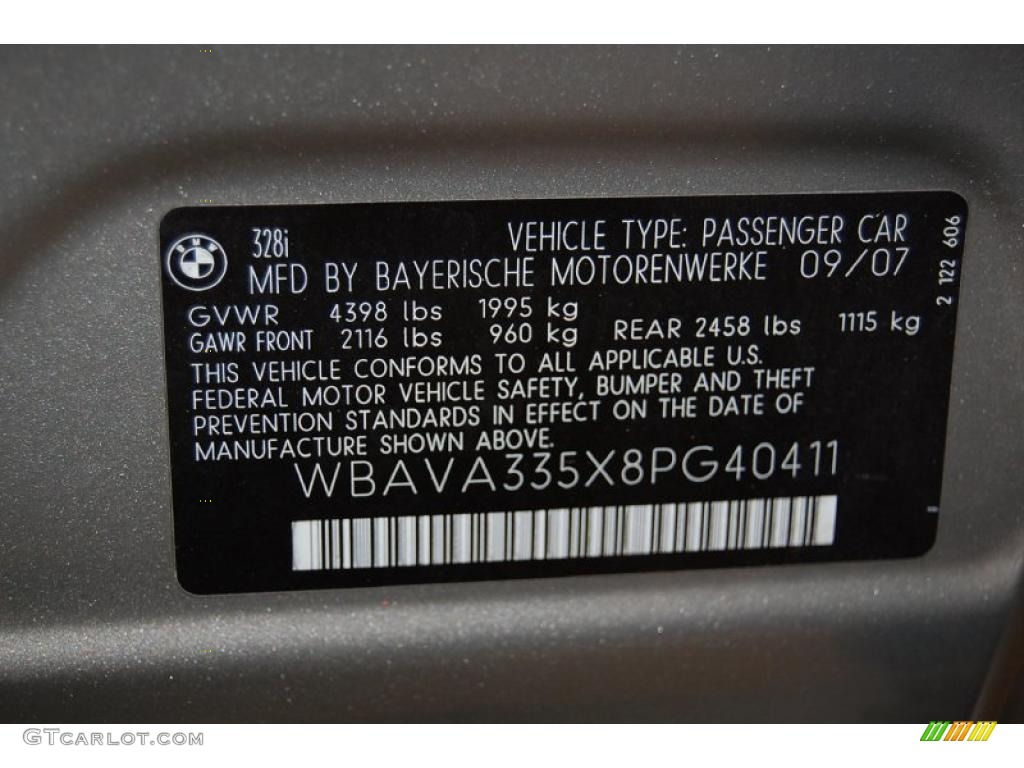 328i VEHICLE TYPE: PASSENGER CAR
BMW MFD BY BAYERISCHE MOTORENWERKE 09/07
GVWR 4398 lbs 1995 kg
GAWR FRONT 2116 lbs 960 kg REAR 2458 lbs 1115 kg
THIS VEHICLE CONFORMS TO ALL APPLICABLE U.S.
FEDERAL MOTOR VEHICLE SAFETY, BUMPER AND THEFT
PREVENTION STANDARDS IN EFFECT ON THE DATE OF
MANUFACTURE SHOWN ABOVE.
WBAVA335X8PG40411
2 122 606
GTcarlot.com